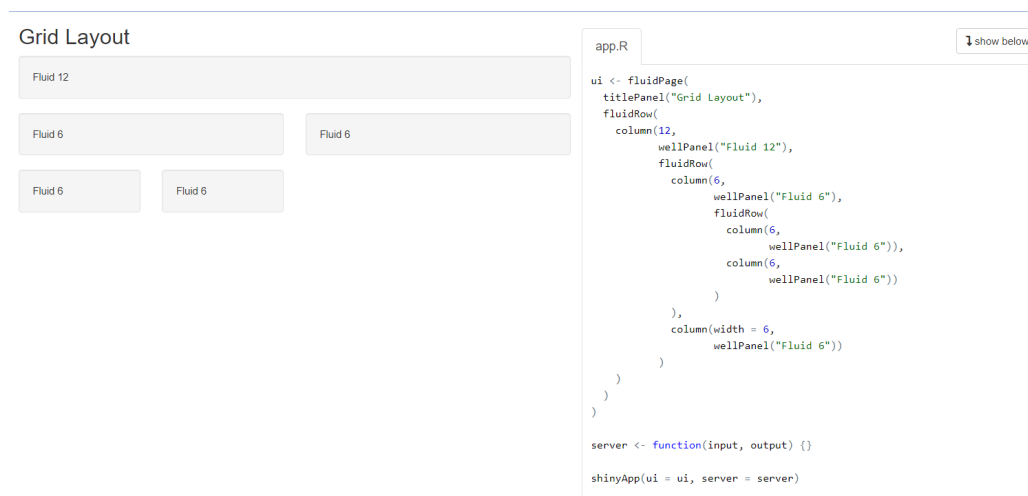 Grid Layout
Fluid 12
Fluid 6
Fluid 6
Fluid 6
Fluid 6
app.R
show below
ui <- fluidPage(
  titlePanel("Grid Layout"),
  fluidRow(
    column(12,
           wellPanel("Fluid 12"),
           fluidRow(
             column(6,
                    wellPanel("Fluid 6"),
                    fluidRow(
                      column(6,
                             wellPanel("Fluid 6")),
                      column(6,
                             wellPanel("Fluid 6"))
                    )
             ),
             column(width = 6,
                    wellPanel("Fluid 6"))
           )
    )
  )
)
server <- function(input, output) {}
shinyApp(ui = ui, server = server)